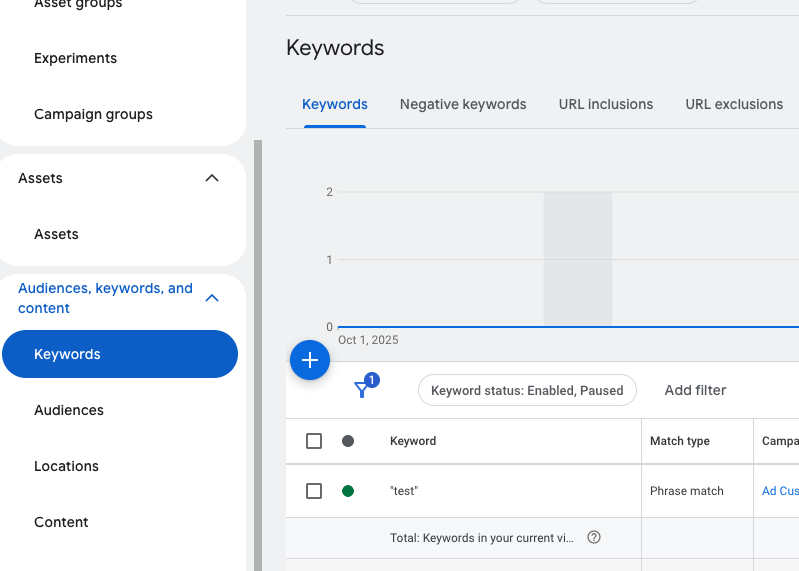 Asset groups
Experiments
Campaign groups
Assets
Assets
Audiences, keywords, and
content
Keywords
Audiences
Locations
Content
Keywords
Keywords Negative keywords URL inclusions URL exclusions
2
1
0
Oct 1, 2025
1
Keyword status: Enabled, Paused Add filter
Keyword Match type Campa
"test" Phrase match Ad Cus
Total: Keywords in your current vi...